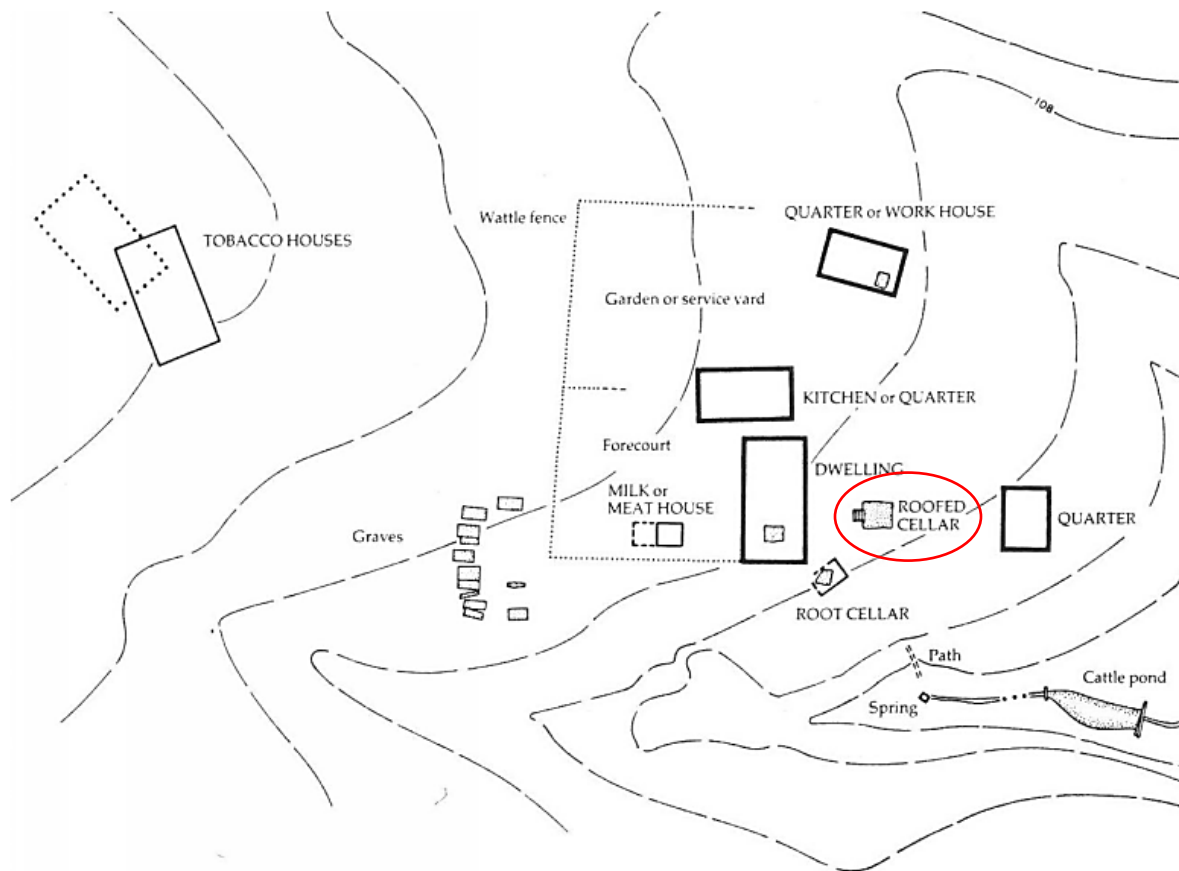 108
Wattle fence
QUARTER or WORK HOUSE
TOBACCO HOUSES
Garden or service yard
KITCHEN or QUARTER
Forecourt
DWELLING
MILK or
MEAT HOUSE
ROOFED
CELLAR
QUARTER
Graves
ROOT CELLAR
Path
Cattle pond
Spring